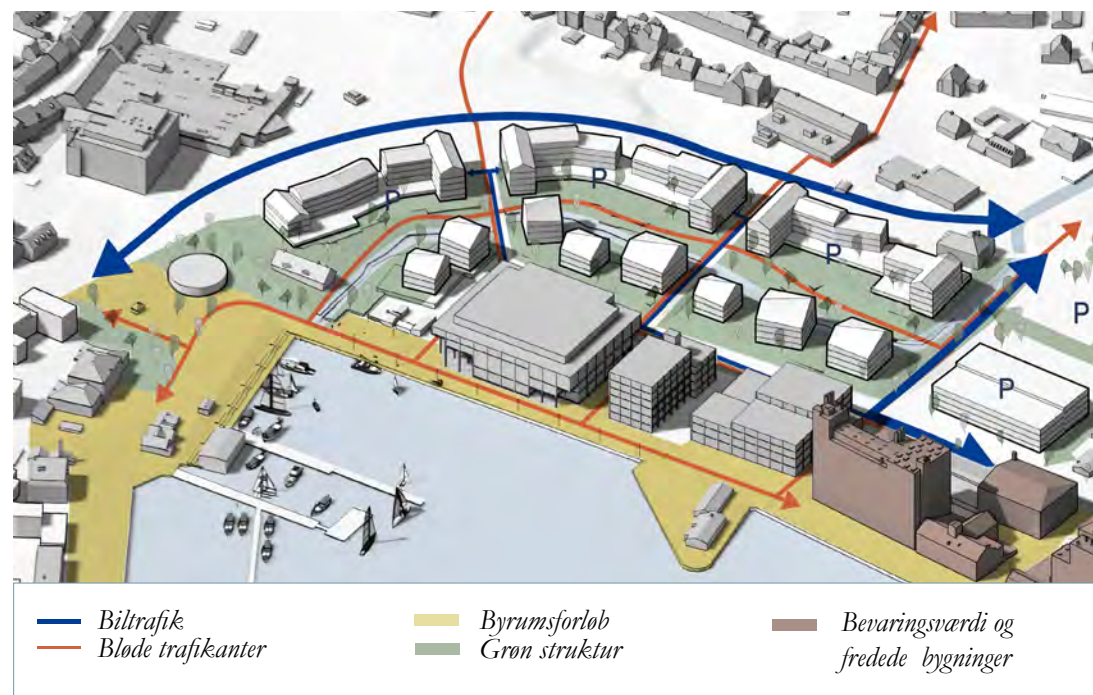 P
P
P
P
P
Biltrafik
Bløde trafikanter
Byrumsforløb
Grøn struktur
Bevaringsværdi og
fredede bygninger